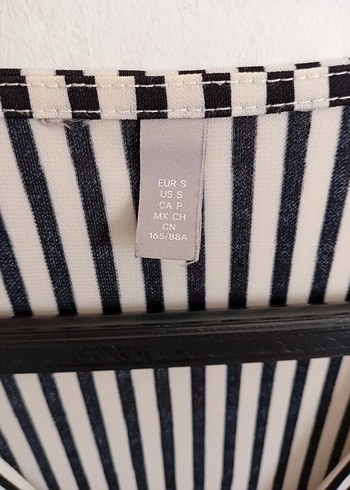 EUR S
US S
CA P
MX CH
CN
165/88A